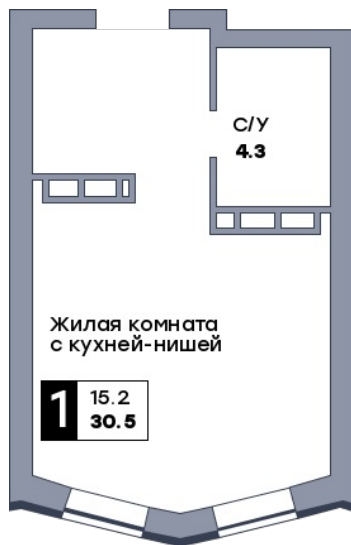 С/У
4.3
Жилая комната
с кухней-нишей
1
15.2
30.5